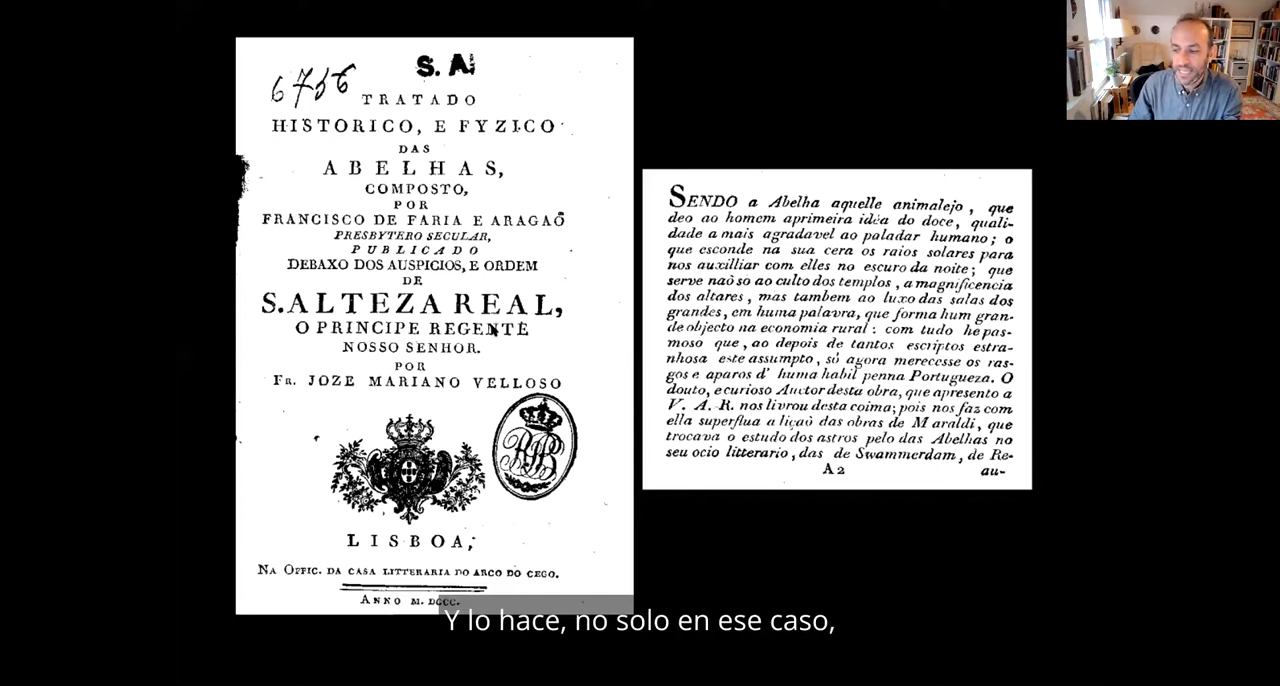 6756
S. A.
TRATADO
HISTORICO, E FYZICO
DAS
ABELHAS,
COMPOSTO,
POR
FRANCISCO DE FARIA E ARAGAÕ
PRESBYTERO SECULAR,
PUBLICADO
DEBAXO DOS AUSPICIOS, E ORDEM
DE
S. ALTEZA REAL,
O PRINCIPE REGENTE
NOSSO SENHOR.
POR
FR. JOZE MARIANO VELLOSO
LISBOA,
NA OFFIC. DA CASA LITTERARIA DO ARCO DO CEGO.
ANNO M. DCCC.
SENDO a Abelha aquelle animalejo, que
deo ao homem aprimeira idéa do doce, quali-
dade a mais agradavel ao paladar humano; o
que esconde na sua cera os raios solares para
nos auxilliar com elles no escuro da noite; que
serve naõ so ao culto dos templos, a magnificencia
dos altares, mas tambem ao luxo das salas dos
grandes, em huma palavra, que forma hum gran-
de objecto na economia rural: com tudo he pas-
moso que, ao depois de tantos escriptos estra-
nhosa este assumpto, só agora merecesse os ras-
gos e aparos d' huma habil penna Portugueza. O
douto, e curioso Auctor desta obra, que apresento a
V. A. R. nos livrou desta coima; pois nos faz com
ella superflua a liçaõ das obras de Maraldi, que
trocava o estudo dos astros pelo das Abelhas no
seu ocio litterario, das de Swammerdam, de Re-
A2 au-
Y lo hace, no solo en ese caso,